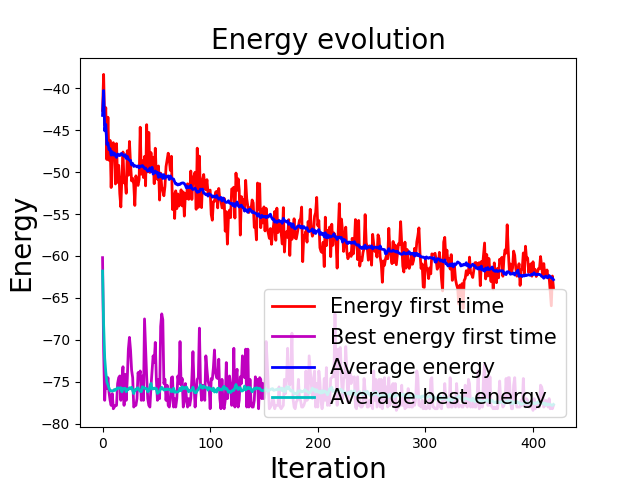 Energy evolution
Energy
−40
−45
−50
−55
−60
−65
−70
−75
−80
Energy first time
Best energy first time
Average energy
Average best energy
0
100
200
300
400
Iteration